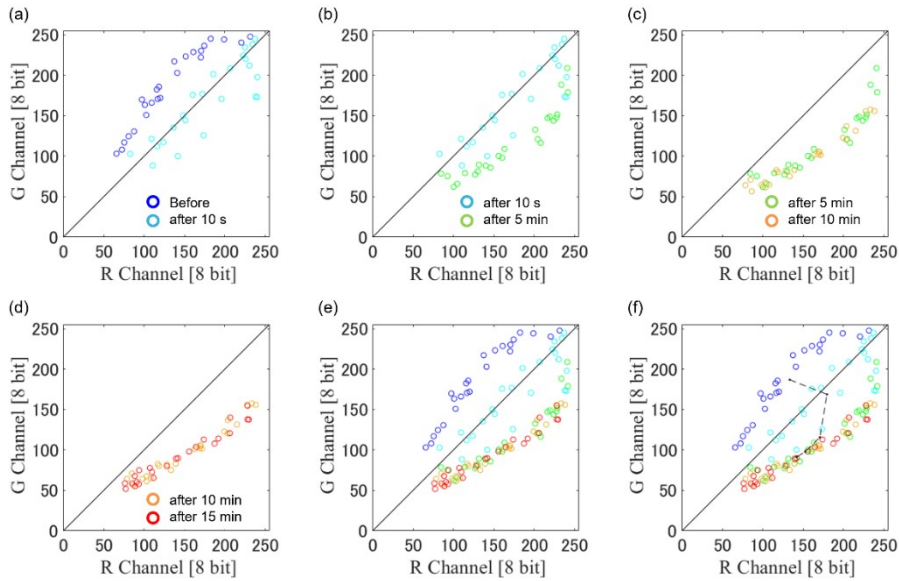 (a)
250
200
150
100
50
0
G Channel [8 bit]
Before
after 10 s
0 50 100 150 200 250
R Channel [8 bit]
(b)
250
200
150
100
50
0
G Channel [8 bit]
after 10 s
after 5 min
0 50 100 150 200 250
R Channel [8 bit]
(c)
250
200
150
100
50
0
G Channel [8 bit]
after 5 min
after 10 min
0 50 100 150 200 250
R Channel [8 bit]
(d)
250
200
150
100
50
0
G Channel [8 bit]
after 10 min
after 15 min
0 50 100 150 200 250
R Channel [8 bit]
(e)
250
200
150
100
50
0
G Channel [8 bit]
0 50 100 150 200 250
R Channel [8 bit]
(f)
250
200
150
100
50
0
G Channel [8 bit]
0 50 100 150 200 250
R Channel [8 bit]